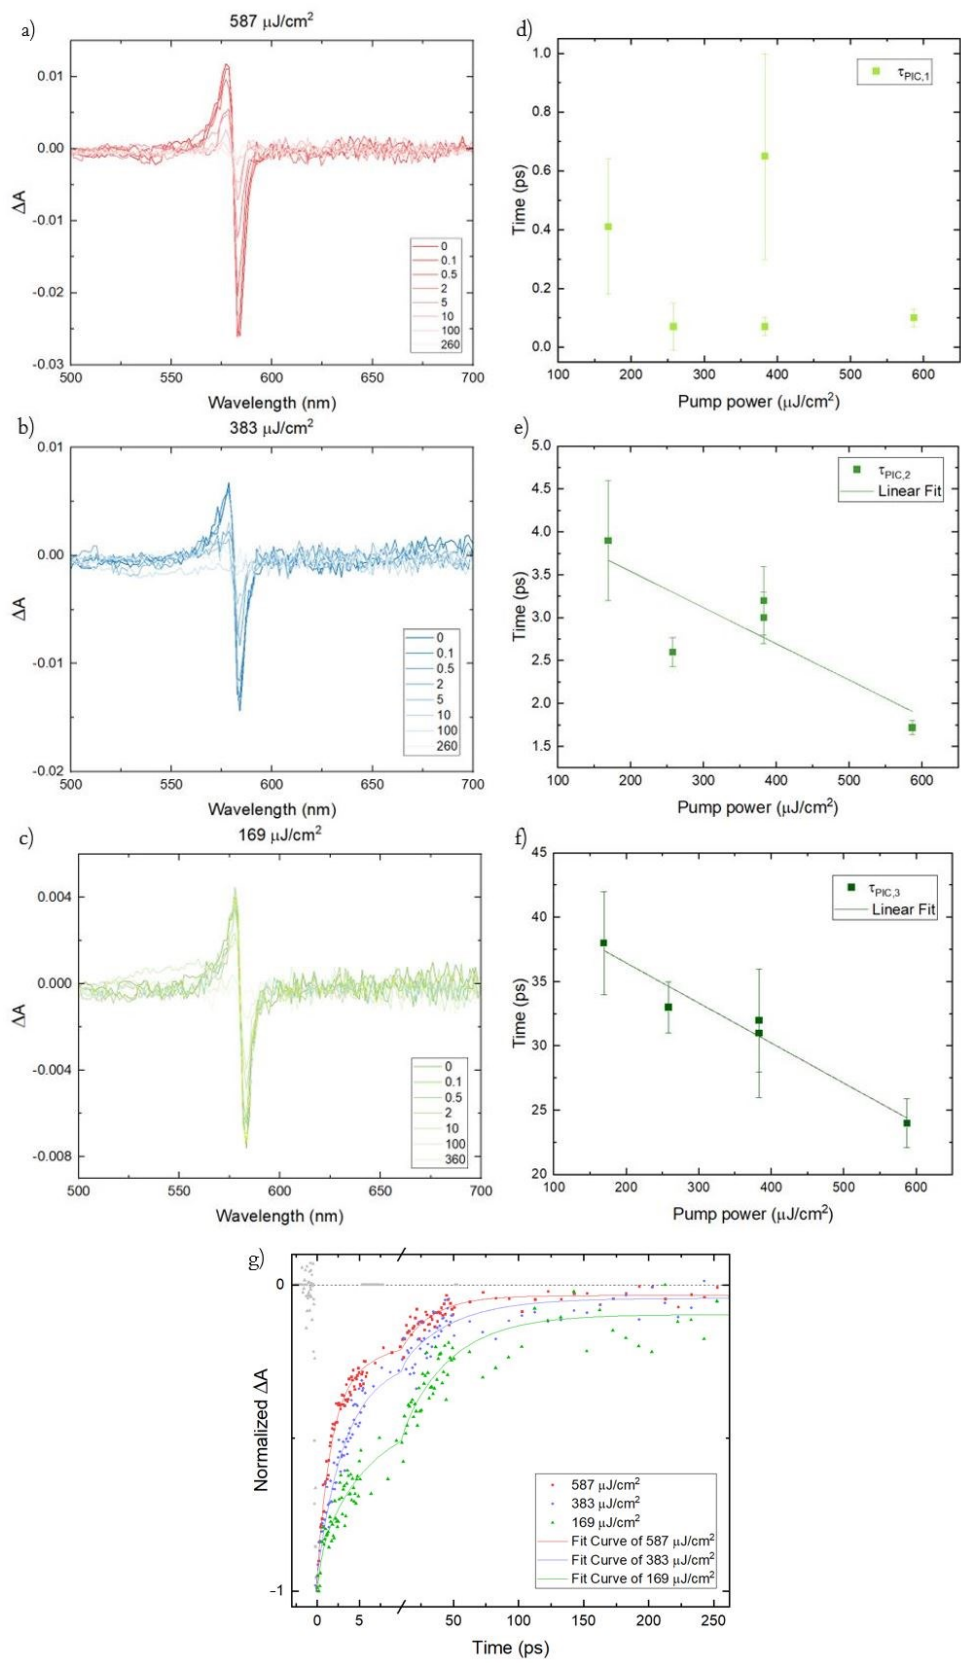 a)
587 μJ/cm²
0.01
0.00
-0.01
-0.02
-0.03
ΔA
500
550
600
650
700
Wavelength (nm)
0
0.1
0.5
2
5
10
100
260
d)
1.0
0.8
0.6
0.4
0.2
0.0
Time (ps)
100
200
300
400
500
600
Pump power (μJ/cm²)
τPIC,1
b)
383 μJ/cm²
0.01
0.00
-0.01
-0.02
ΔA
500
550
600
650
700
Wavelength (nm)
0
0.1
0.5
2
5
10
100
260
e)
5.0
4.5
4.0
3.5
3.0
2.5
2.0
1.5
Time (ps)
100
200
300
400
500
600
Pump power (μJ/cm²)
τPIC,2
Linear Fit
c)
169 μJ/cm²
0.004
0.000
-0.004
-0.008
ΔA
500
550
600
650
700
Wavelength (nm)
0
0.1
0.5
2
10
100
360
f)
45
40
35
30
25
20
Time (ps)
100
200
300
400
500
600
Pump power (μJ/cm²)
τPIC,3
Linear Fit
g)
0
-1
Normalized ΔA
0
5
50
100
150
200
250
Time (ps)
587 μJ/cm²
383 μJ/cm²
169 μJ/cm²
Fit Curve of 587 μJ/cm²
Fit Curve of 383 μJ/cm²
Fit Curve of 169 μJ/cm²